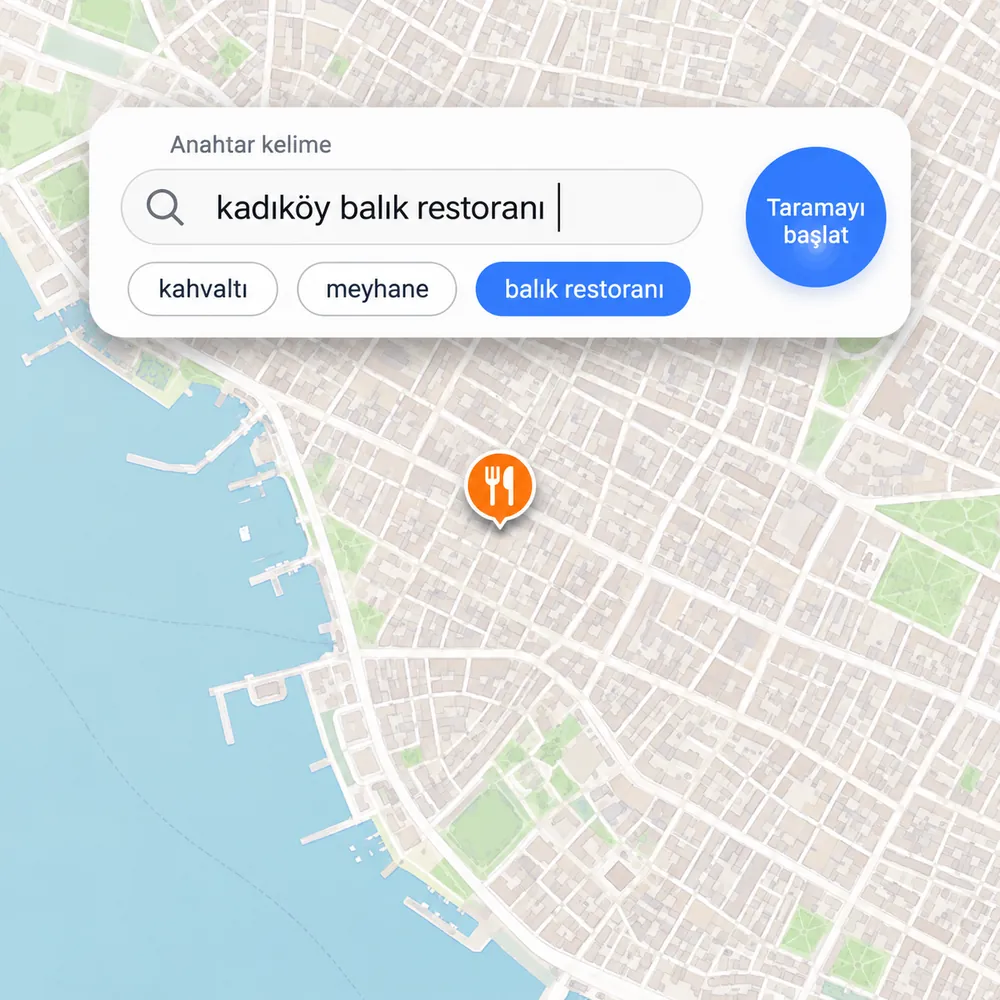 Anahtar kelime
kadıköy balık restoranı
Taramayı
başlat
kahvaltı
meyhane
balık restoranı